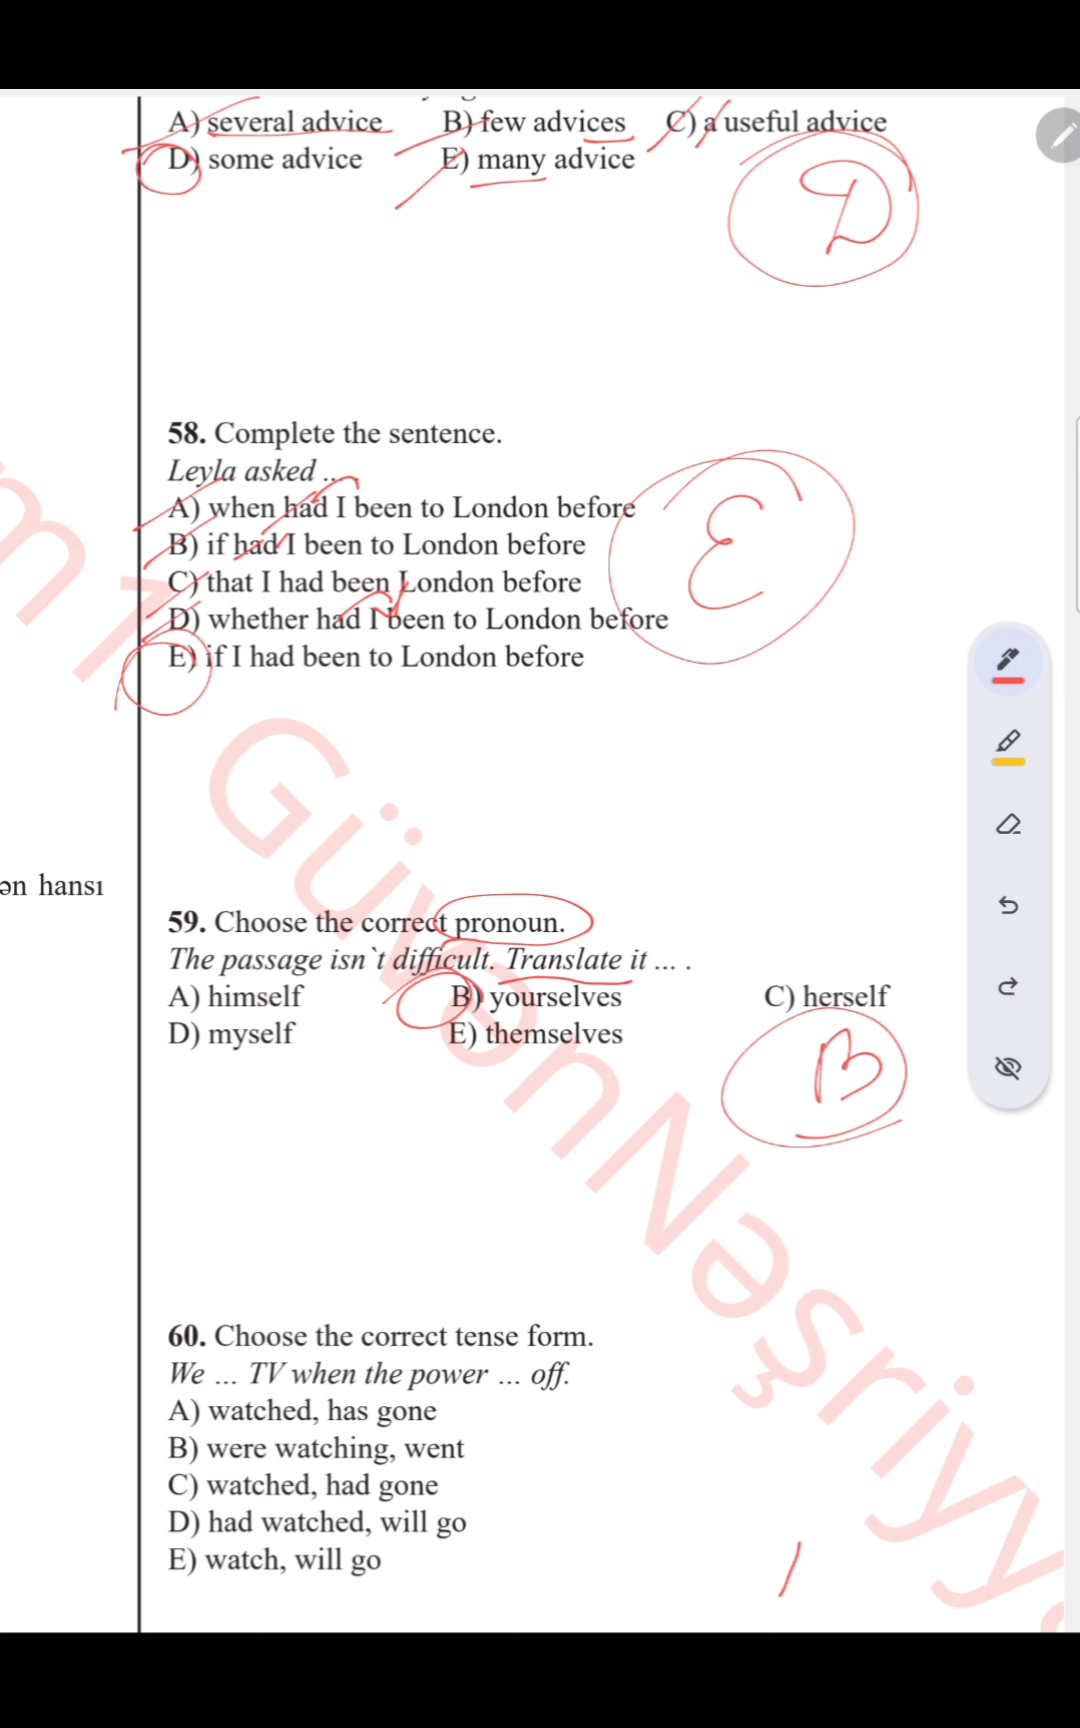 A) several advice B) few advices C) a useful advice
D) some advice E) many advice
D
58. Complete the sentence.
Leyla asked ...
A) when had I been to London before
B) if had I been to London before
C) that I had been London before
D) whether had I been to London before
E) if I had been to London before
E
ən hansı
59. Choose the correct pronoun.
The passage isn`t difficult. Translate it ... .
A) himself B) yourselves C) herself
D) myself E) themselves
B
60. Choose the correct tense form.
We ... TV when the power ... off.
A) watched, has gone
B) were watching, went
C) watched, had gone
D) had watched, will go
E) watch, will go
GüvənNəşriyy